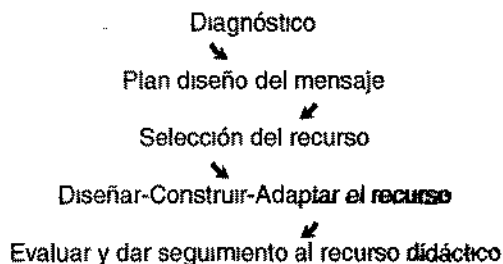 Diagnóstico
Plan diseño del mensaje
Selección del recurso
Diseñar-Construir-Adaptar el recurso
Evaluar y dar seguimiento al recurso didáctico